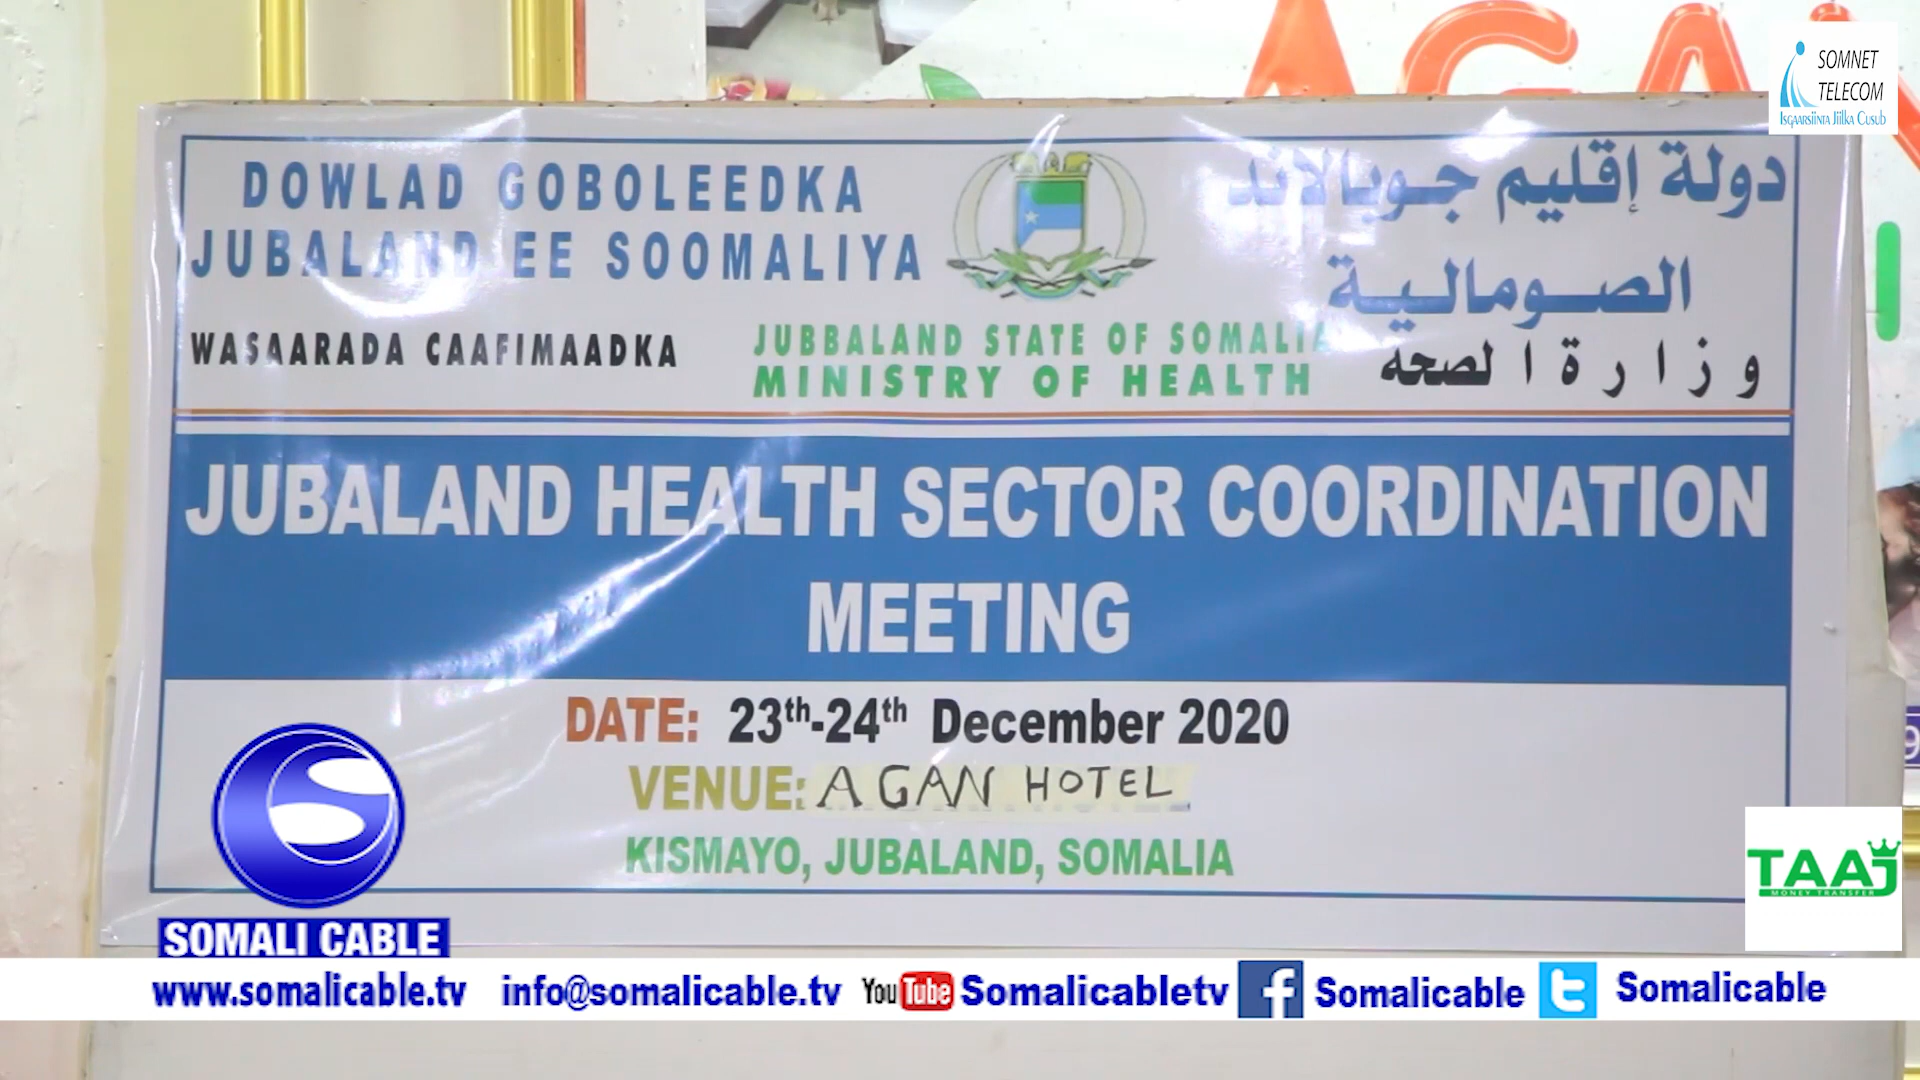 AGAN
SOMNET
TELECOM
Isgaarsiinta Jiilka Cusub
DOWLAD GOBOLEEDKA
JUBALAND EE SOOMALIYA
WASAARADA CAAFIMAADKA
JUBBALAND STATE OF SOMALIA
MINISTRY OF HEALTH
دولة إقليم جوبالاند
الصومالية
وزارة الصحه
JUBALAND HEALTH SECTOR COORDINATION
MEETING
DATE: 23th-24th December 2020
VENUE: AGAN HOTEL
KISMAYO, JUBALAND, SOMALIA
TAAJ
MONEY TRANSFER
SOMALI CABLE
www.somalicable.tv info@somalicable.tv YouTube Somalicabletv f Somalicable t Somalicable